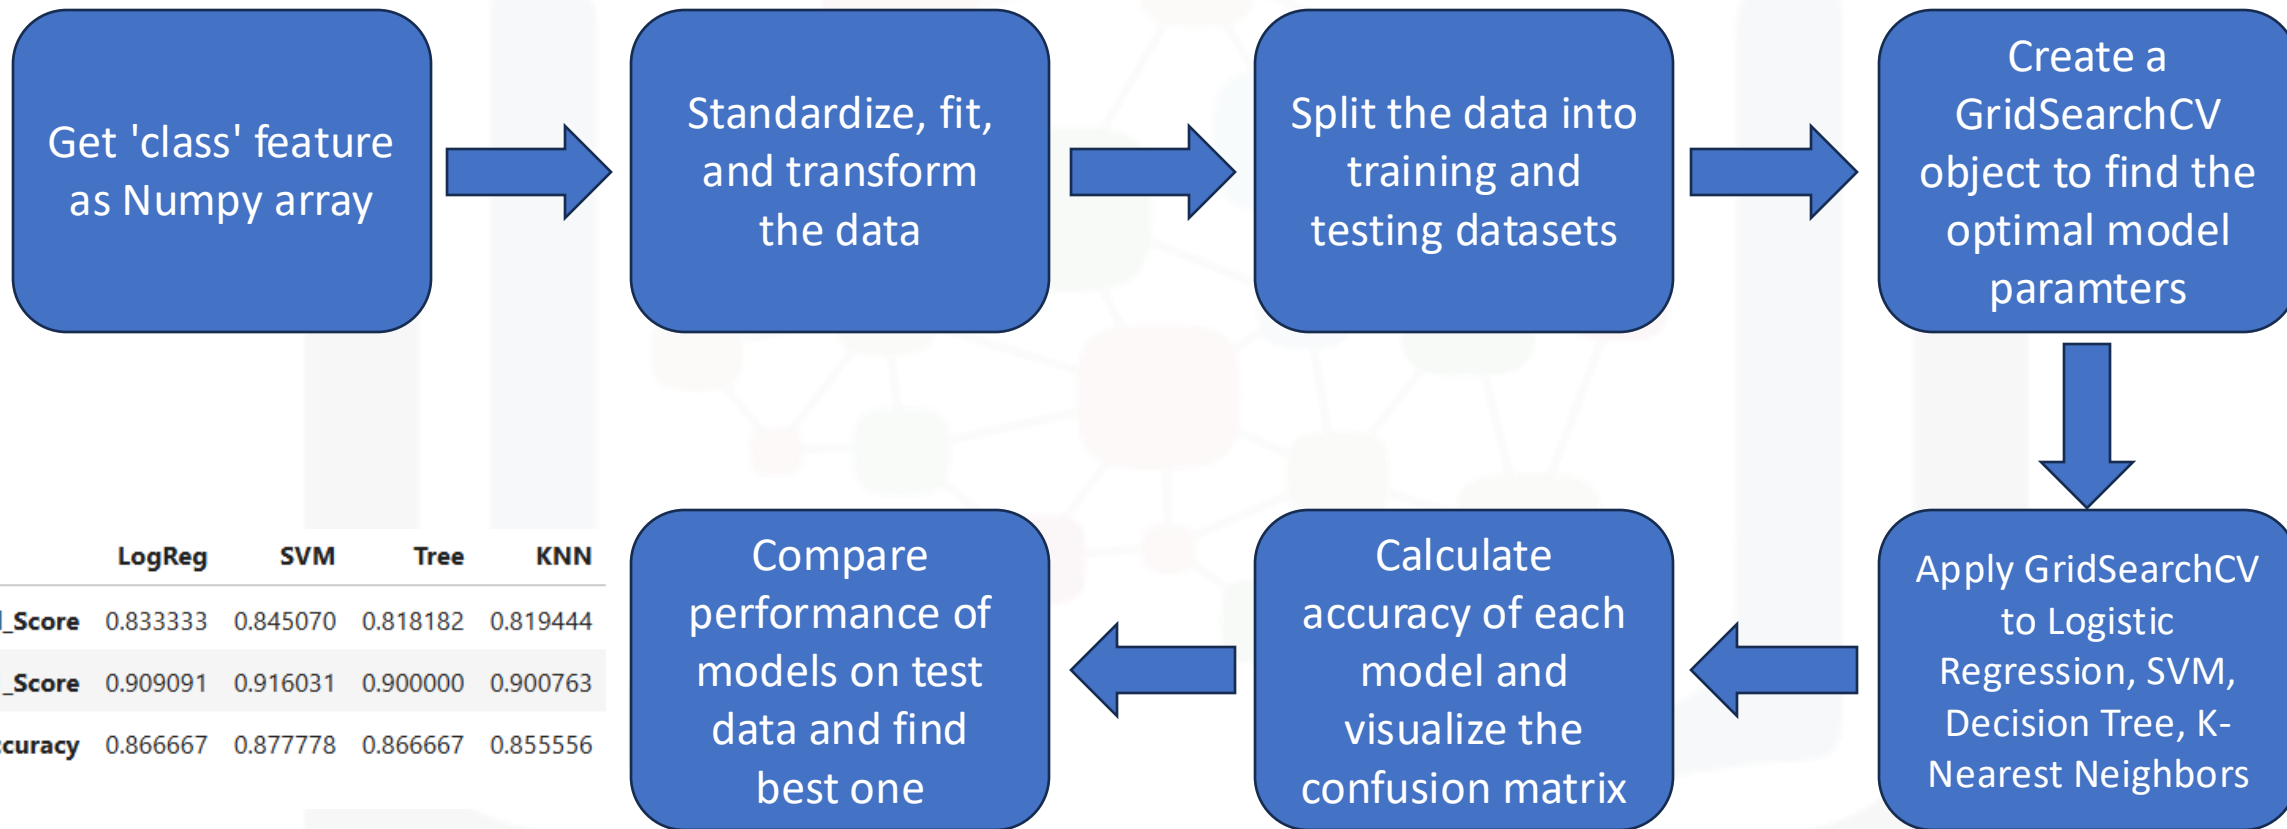 Get 'class' feature
as Numpy array
Standardize, fit,
and transform
the data
Split the data into
training and
testing datasets
Create a
GridSearchCV
object to find the
optimal model
paramters
Apply GridSearchCV
to Logistic
Regression, SVM,
Decision Tree, K-
Nearest Neighbors
Calculate
accuracy of each
model and
visualize the
confusion matrix
Compare
performance of
models on test
data and find
best one
LogReg SVM Tree KNN
_Score 0.833333 0.845070 0.818182 0.819444
_Score 0.909091 0.916031 0.900000 0.900763
ccuracy 0.866667 0.877778 0.866667 0.855556